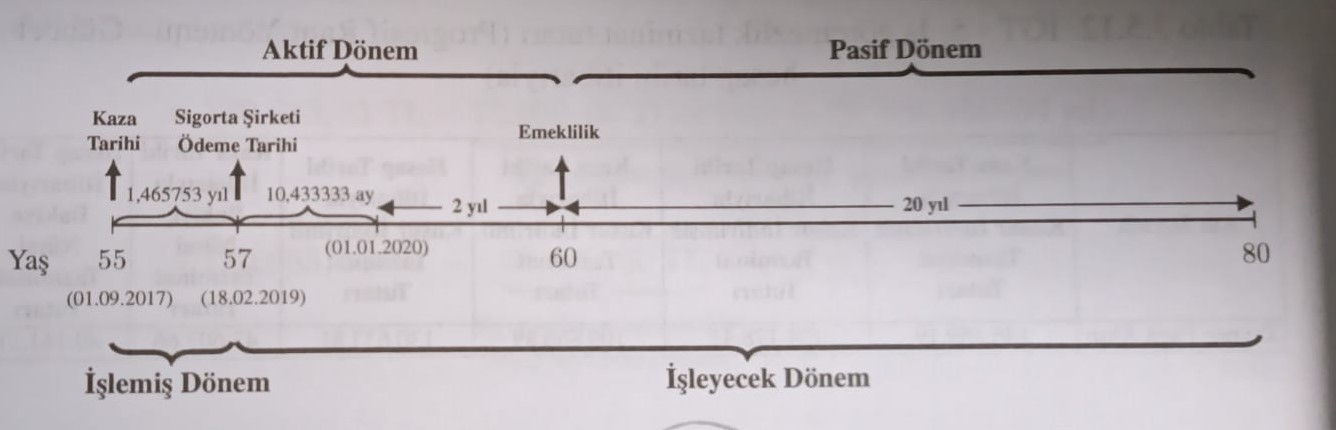 Aktif Dönem
Pasif Dönem
Kaza
Tarihi
Sigorta Şirketi
Ödeme Tarihi
Emeklilik
1,465753 yıl
10,433333 ay
2 yıl
20 yıl
(01.01.2020)
Yaş 55 57 60 80
(01.09.2017) (18.02.2019)
İşlemiş Dönem
İşleyecek Dönem